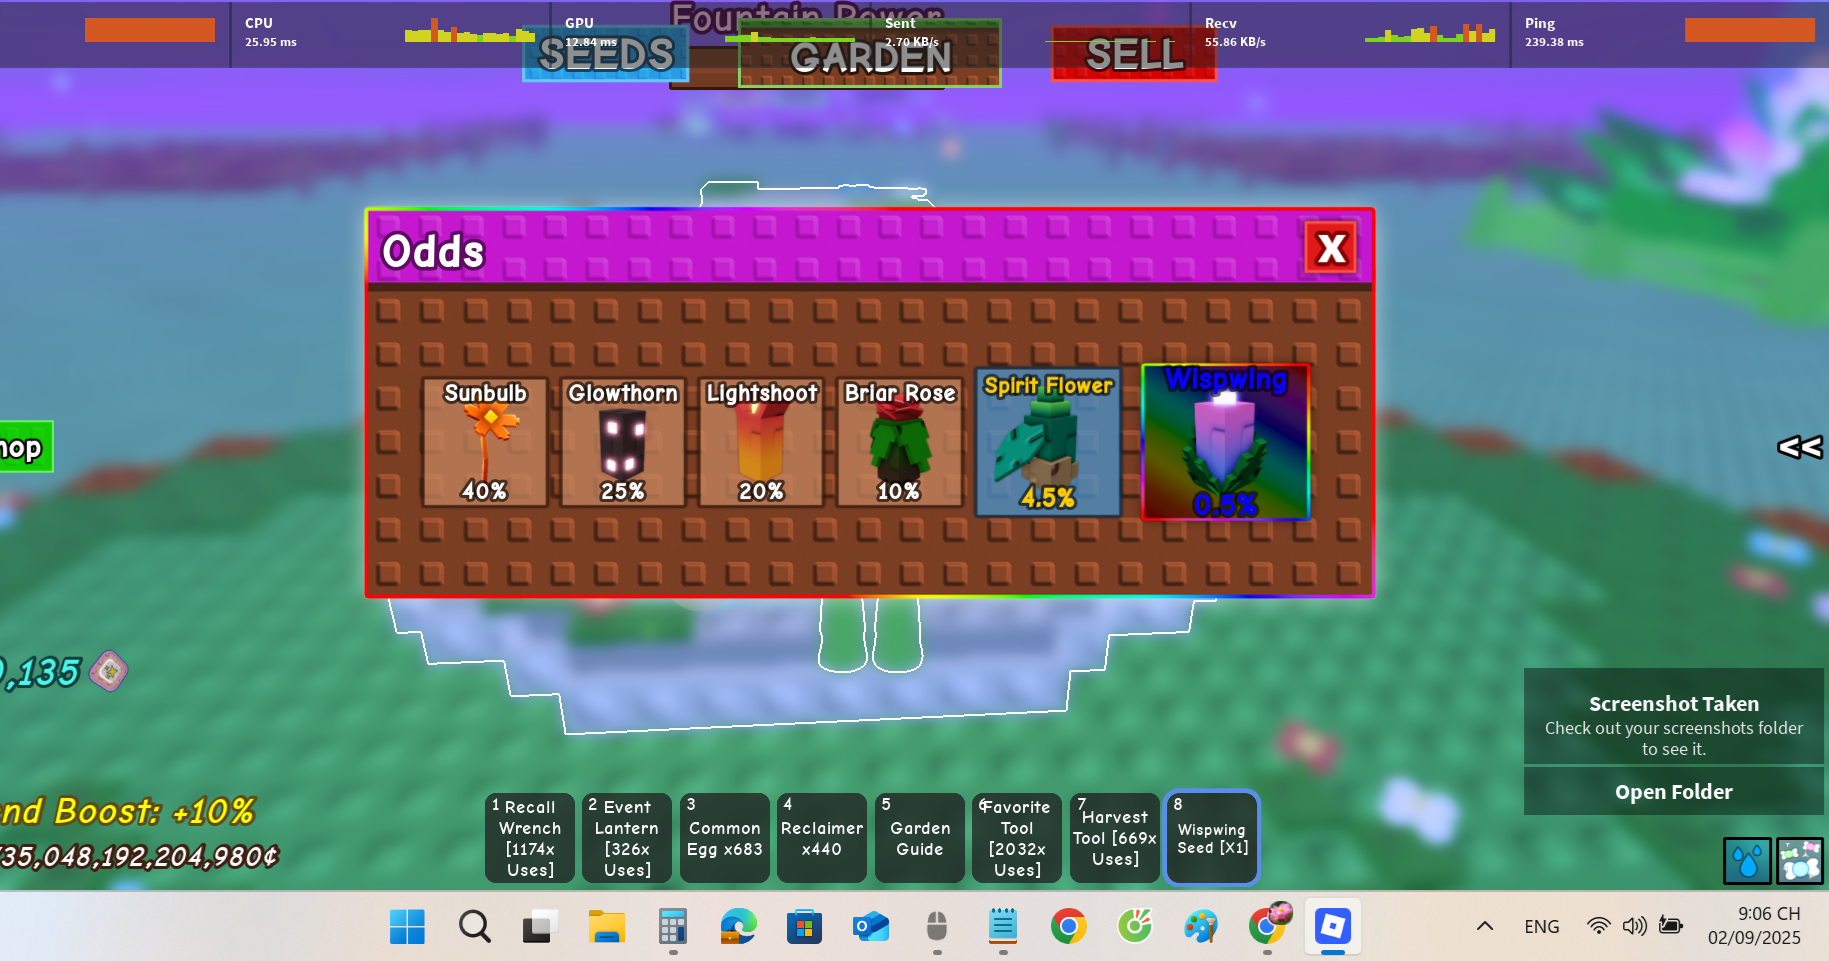 Fountain Power
CPU
25.95 ms
GPU
12.84 ms
Sent
2.70 KB/s
Recv
55.86 KB/s
Ping
239.38 ms
SEEDS
GARDEN
SELL
Odds
X
Sunbulb
40%
Glowthorn
25%
Lightshoot
20%
Briar Rose
10%
Spirit Flower
4.5%
Wispwing
0.5%
hop
<<
0,135
Screenshot Taken
Check out your screenshots folder
to see it.
Open Folder
nd Boost: +10%
35,048,192,204,980¢
1 Recall
Wrench
[1174x
Uses]
2 Event
Lantern
[326x
Uses]
3
Common
Egg x683
4
Reclaimer
x440
5
Garden
Guide
6 Favorite
Tool
[2032x
Uses]
7
Harvest
Tool [669x
Uses]
8
Wispwing
Seed [X1]
ENG
9:06 CH
02/09/2025